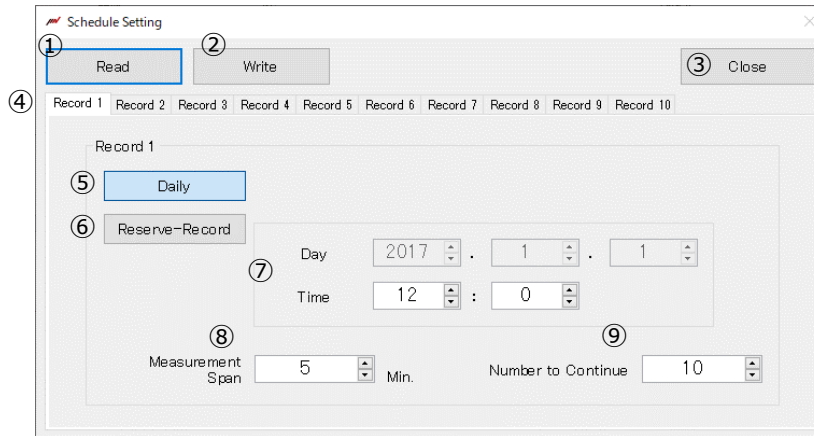 Schedule Setting
① Read ② Write ③ Close
④ Record 1 Record 2 Record 3 Record 4 Record 5 Record 6 Record 7 Record 8 Record 9 Record 10
Record 1
⑤ Daily
⑥ Reserve-Record
⑦ Day 2017 . 1 . 1
Time 12 : 0
⑧ ⑨
Measurement Span 5 Min. Number to Continue 10